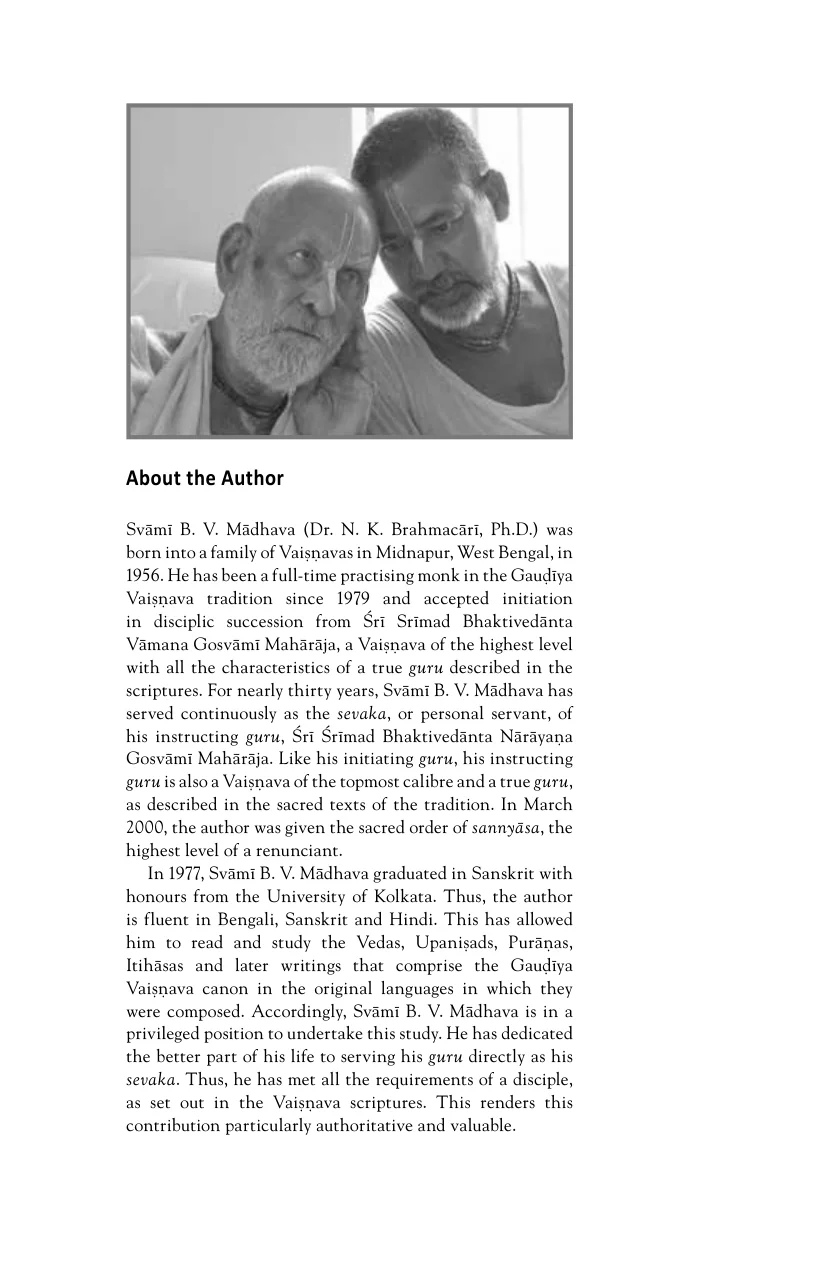 About the Author
Svāmī B. V. Mādhava (Dr. N. K. Brahmacārī, Ph.D.) was
born into a family of Vaiṣṇavas in Midnapur, West Bengal, in
1956. He has been a full-time practising monk in the Gauḍīya
Vaiṣṇava tradition since 1979 and accepted initiation
in disciplic succession from Śrī Srīmad Bhaktivedānta
Vāmana Gosvāmī Mahārāja, a Vaiṣṇava of the highest level
with all the characteristics of a true guru described in the
scriptures. For nearly thirty years, Svāmī B. V. Mādhava has
served continuously as the sevaka, or personal servant, of
his instructing guru, Śrī Śrīmad Bhaktivedānta Nārāyaṇa
Gosvāmī Mahārāja. Like his initiating guru, his instructing
guru is also a Vaiṣṇava of the topmost calibre and a true guru,
as described in the sacred texts of the tradition. In March
2000, the author was given the sacred order of sannyāsa, the
highest level of a renunciant.
In 1977, Svāmī B. V. Mādhava graduated in Sanskrit with
honours from the University of Kolkata. Thus, the author
is fluent in Bengali, Sanskrit and Hindi. This has allowed
him to read and study the Vedas, Upaniṣads, Purāṇas,
Itihāsas and later writings that comprise the Gauḍīya
Vaiṣṇava canon in the original languages in which they
were composed. Accordingly, Svāmī B. V. Mādhava is in a
privileged position to undertake this study. He has dedicated
the better part of his life to serving his guru directly as his
sevaka. Thus, he has met all the requirements of a disciple,
as set out in the Vaiṣṇava scriptures. This renders this
contribution particularly authoritative and valuable.